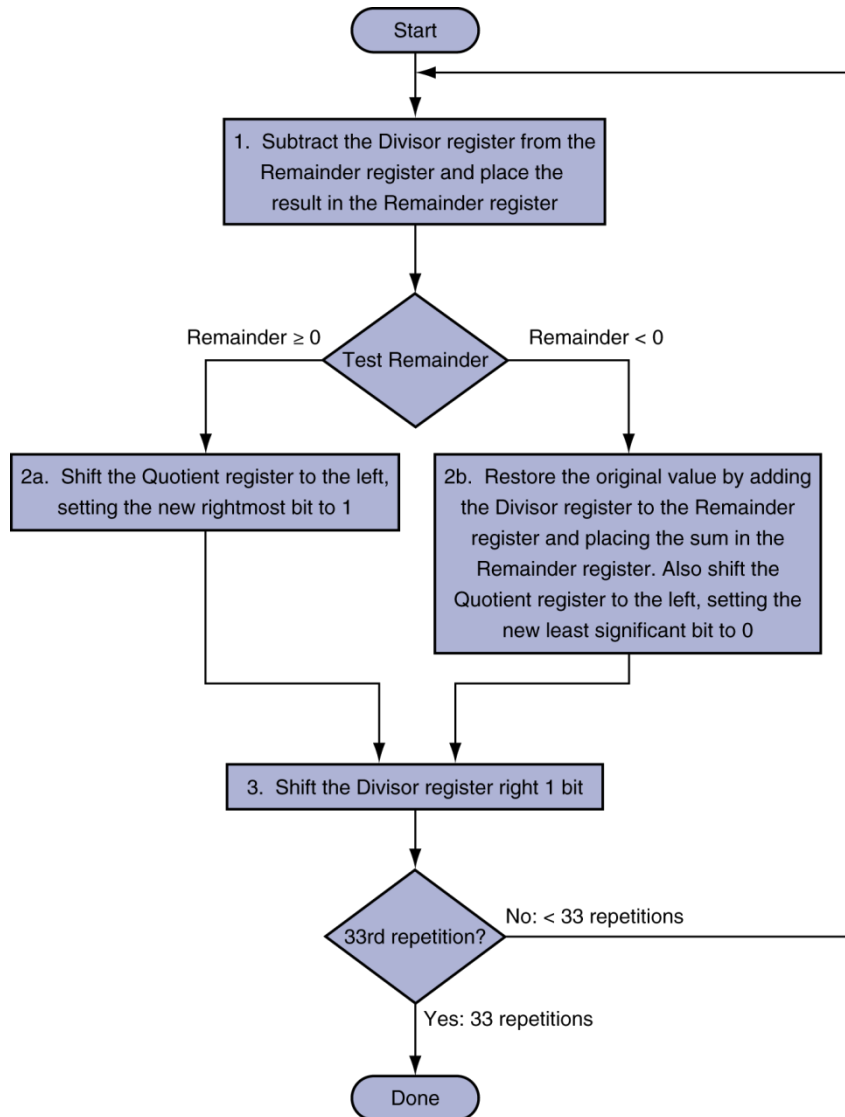 Start
1. Subtract the Divisor register from the
Remainder register and place the
result in the Remainder register
Remainder ≥ 0
Remainder < 0
Test Remainder
2a. Shift the Quotient register to the left,
setting the new rightmost bit to 1
2b. Restore the original value by adding
the Divisor register to the Remainder
register and placing the sum in the
Remainder register. Also shift the
Quotient register to the left, setting the
new least significant bit to 0
3. Shift the Divisor register right 1 bit
33rd repetition?
No: < 33 repetitions
Yes: 33 repetitions
Done